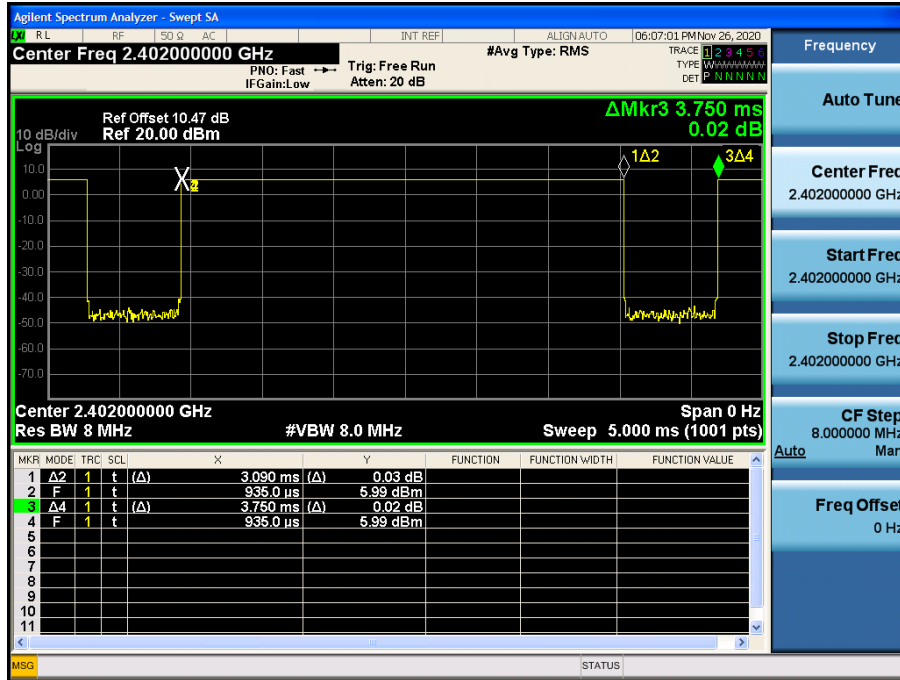 Agilent Spectrum Analyzer - Swept SA
LXI RL RF 50 Ω AC INT REF ALIGN AUTO 06:07:01 PM Nov 26, 2020
Center Freq 2.402000000 GHz #Avg Type: RMS TRACE 1 2 3 4 5 6
PNO: Fast Trig: Free Run TYPE WWWWWW
IFGain:Low Atten: 20 dB DET P N N N N N
Frequency
Auto Tune
Center Freq
2.402000000 GHz
Start Freq
2.402000000 GHz
Stop Freq
2.402000000 GHz
CF Step
8.000000 MHz
Auto Man
Freq Offset
0 Hz
ΔMkr3 3.750 ms
0.02 dB
Ref Offset 10.47 dB
10 dB/div Ref 20.00 dBm
Log
10.0
0.00
-10.0
-20.0
-30.0
-40.0
-50.0
-60.0
-70.0
1Δ2 3Δ4
Center 2.402000000 GHz Span 0 Hz
Res BW 8 MHz #VBW 8.0 MHz Sweep 5.000 ms (1001 pts)
MKR MODE TRC SCL X Y FUNCTION FUNCTION WIDTH FUNCTION VALUE
1 Δ2 1 t (Δ) 3.090 ms (Δ) 0.03 dB
2 F 1 t 935.0 µs 5.99 dBm
3 Δ4 1 t (Δ) 3.750 ms (Δ) 0.02 dB
4 F 1 t 935.0 µs 5.99 dBm
5
6
7
8
9
10
11
MSG STATUS